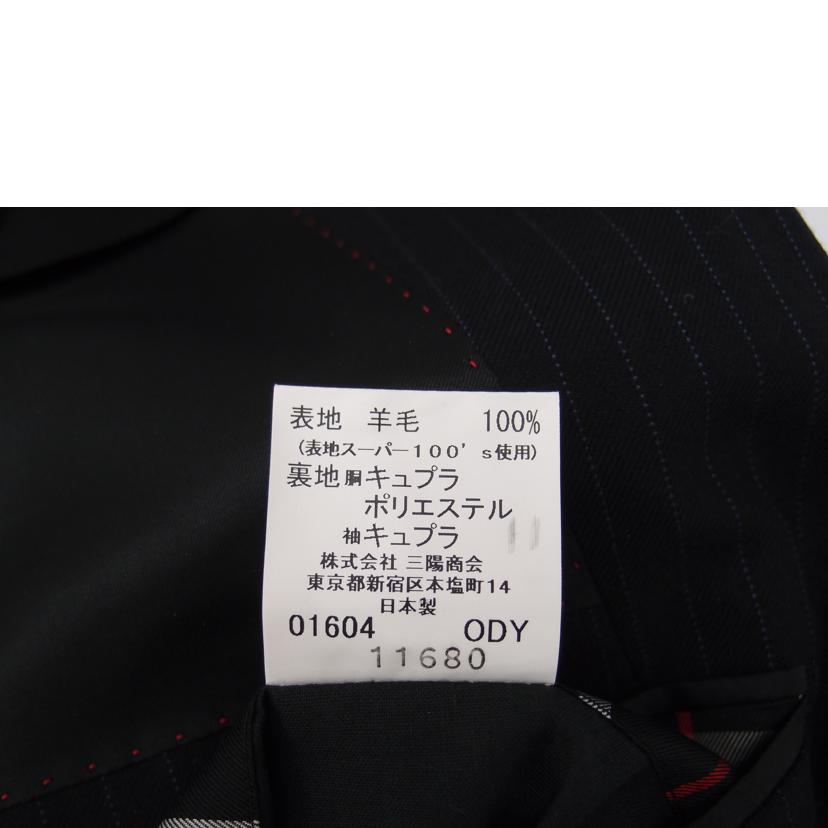 表地 羊毛 100%
(表地スーパー100's使用)
裏地 胴キュプラ
ポリエステル
袖キュプラ
株式会社 三陽商会
東京都新宿区本塩町14
日本製
01604 ODY
11680